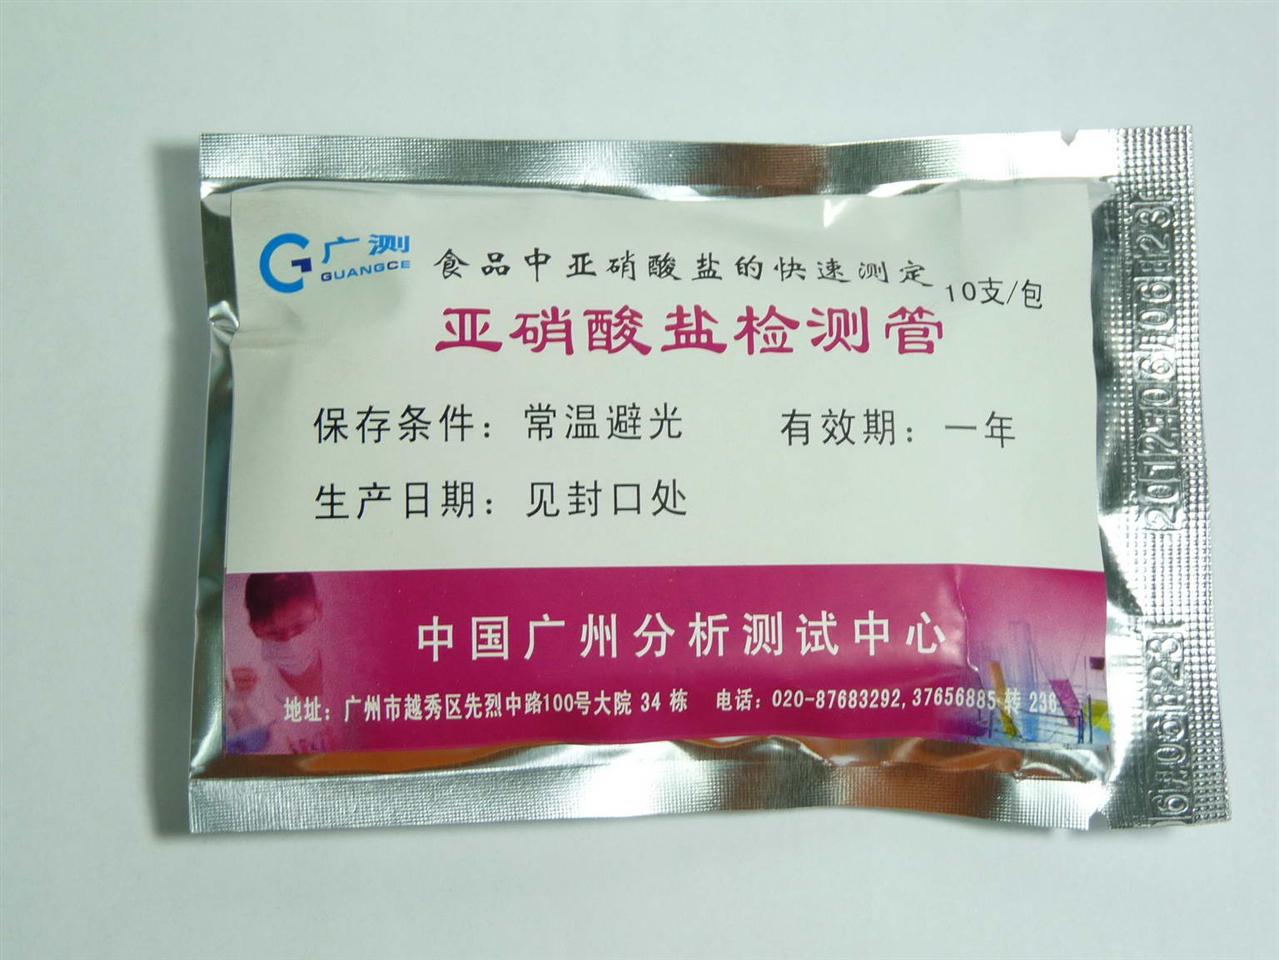 广测
GUANGCE
食品中亚硝酸盐的快速测定
10支/包
亚硝酸盐检测管
保存条件：常温避光 有效期：一年
生产日期：见封口处
中国广州分析测试中心
地址：广州市越秀区先烈中路100号大院 34 栋 电话：020-87683292,37656885 转 236